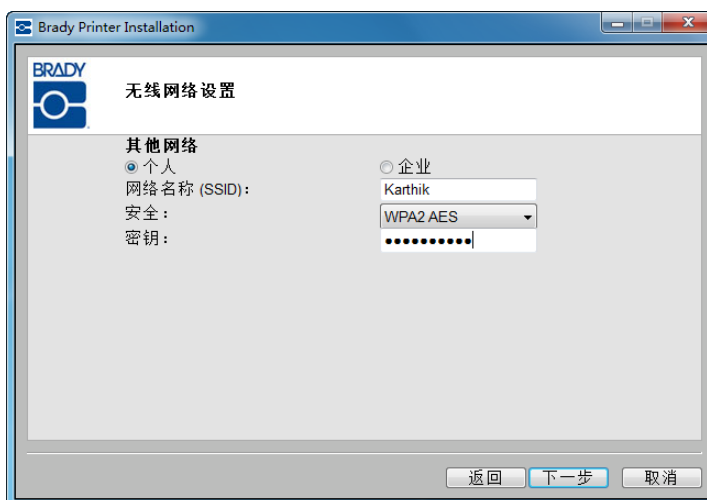 Brady Printer Installation
BRADY
无线网络设置
其他网络
个人 企业
网络名称 (SSID)： Karthik
安全： WPA2 AES
密钥： ●●●●●●●●●●
返回 下一步 取消